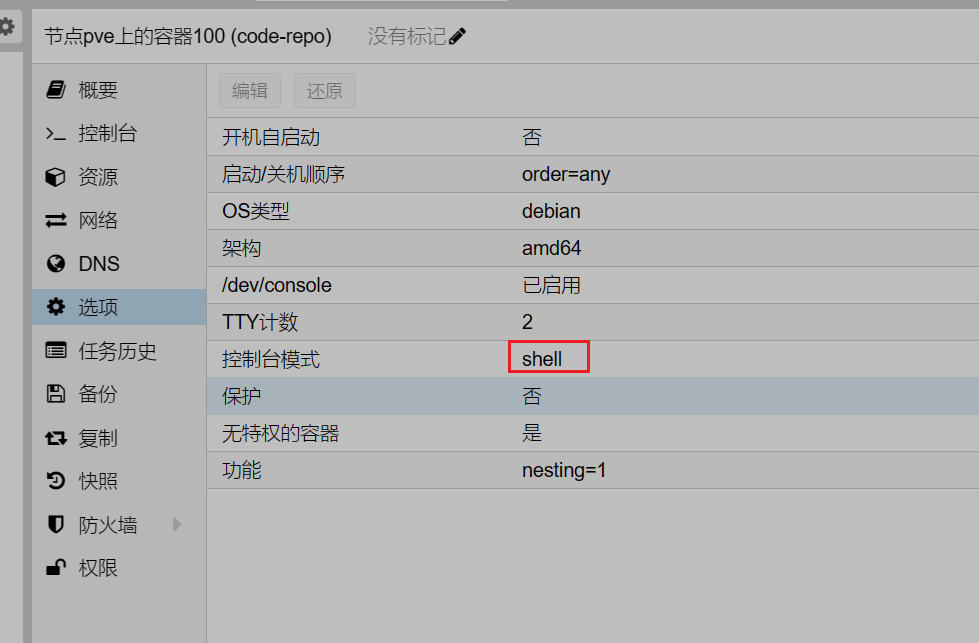 节点pve上的容器100 (code-repo) 没有标记
概要
控制台
资源
网络
DNS
选项
任务历史
备份
复制
快照
防火墙
权限
编辑 还原
开机自启动 否
启动/关机顺序 order=any
OS类型 debian
架构 amd64
/dev/console 已启用
TTY计数 2
控制台模式 shell
保护 否
无特权的容器 是
功能 nesting=1